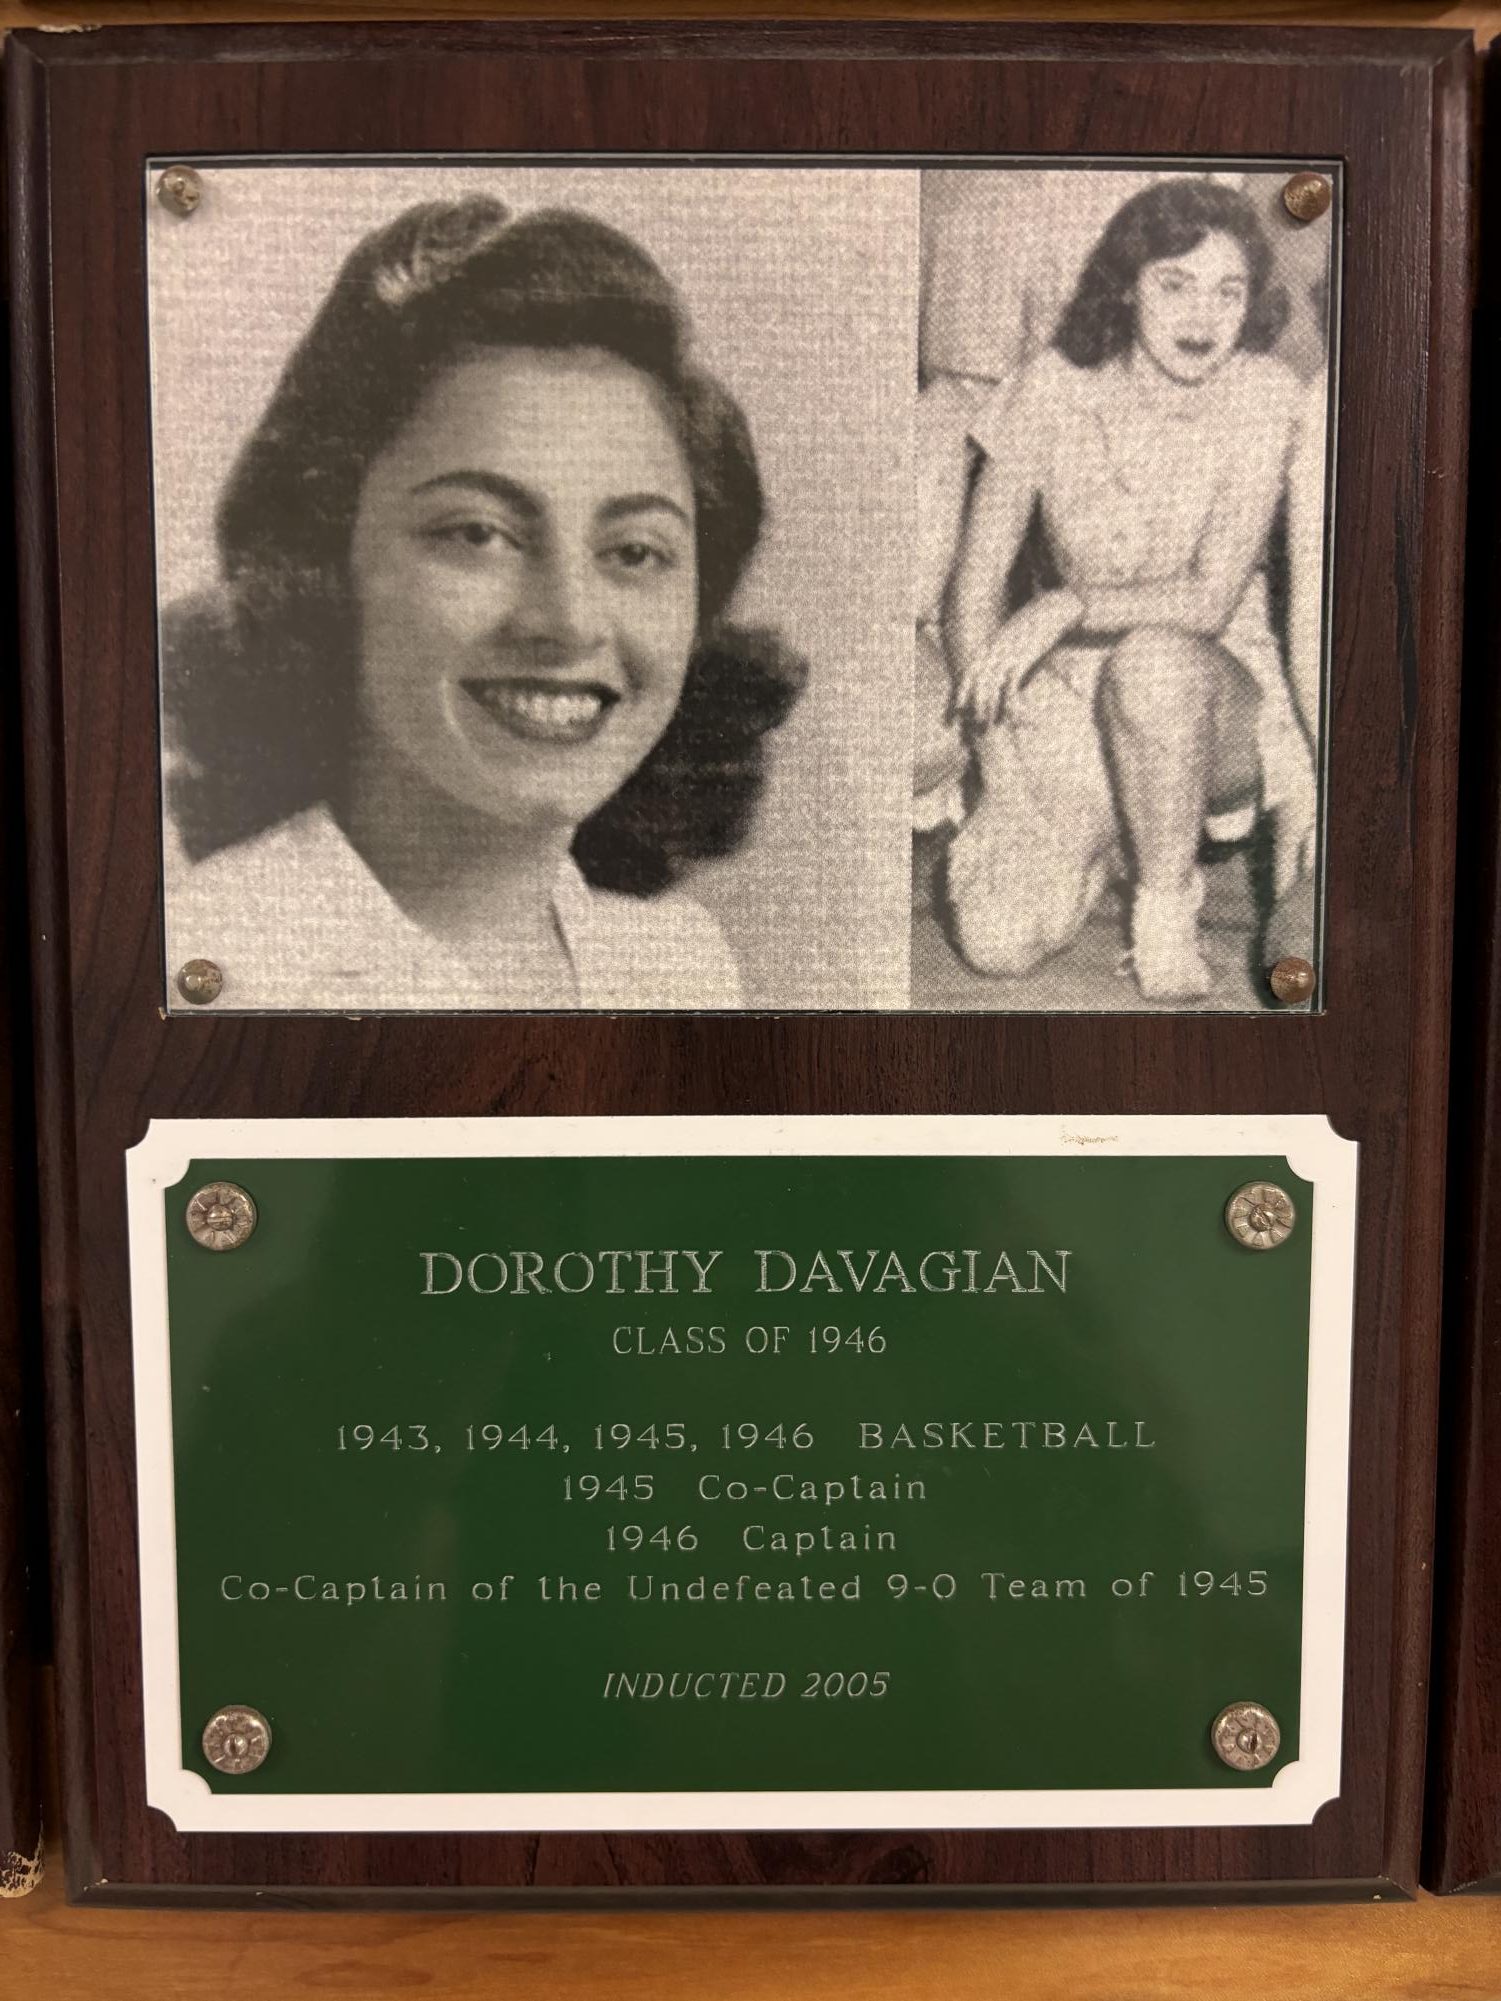 DOROTHY DAVAGIAN
CLASS OF 1946
1943, 1944, 1945, 1946 BASKETBALL
1945 Co-Captain
1946 Captain
Co-Captain of the Undefeated 9-0 Team of 1945
INDUCTED 2005